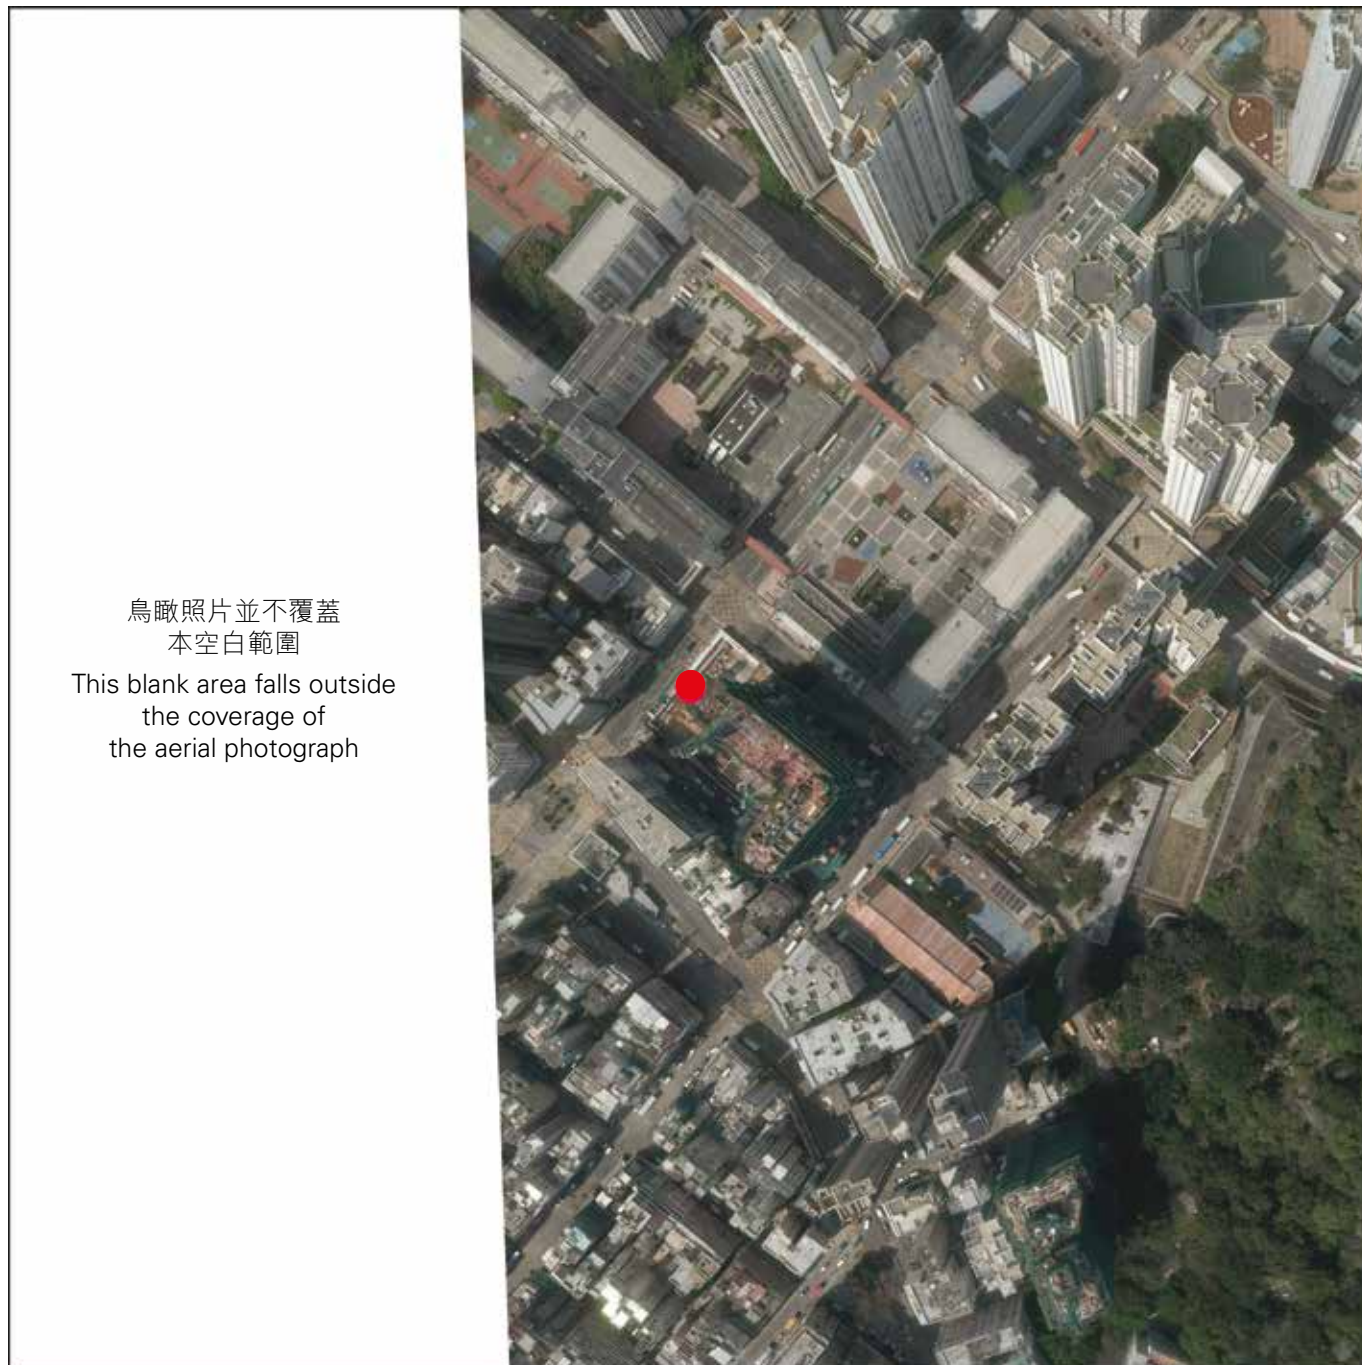 鳥瞰照片並不覆蓋
本空白範圍
This blank area falls outside
the coverage of
the aerial photograph